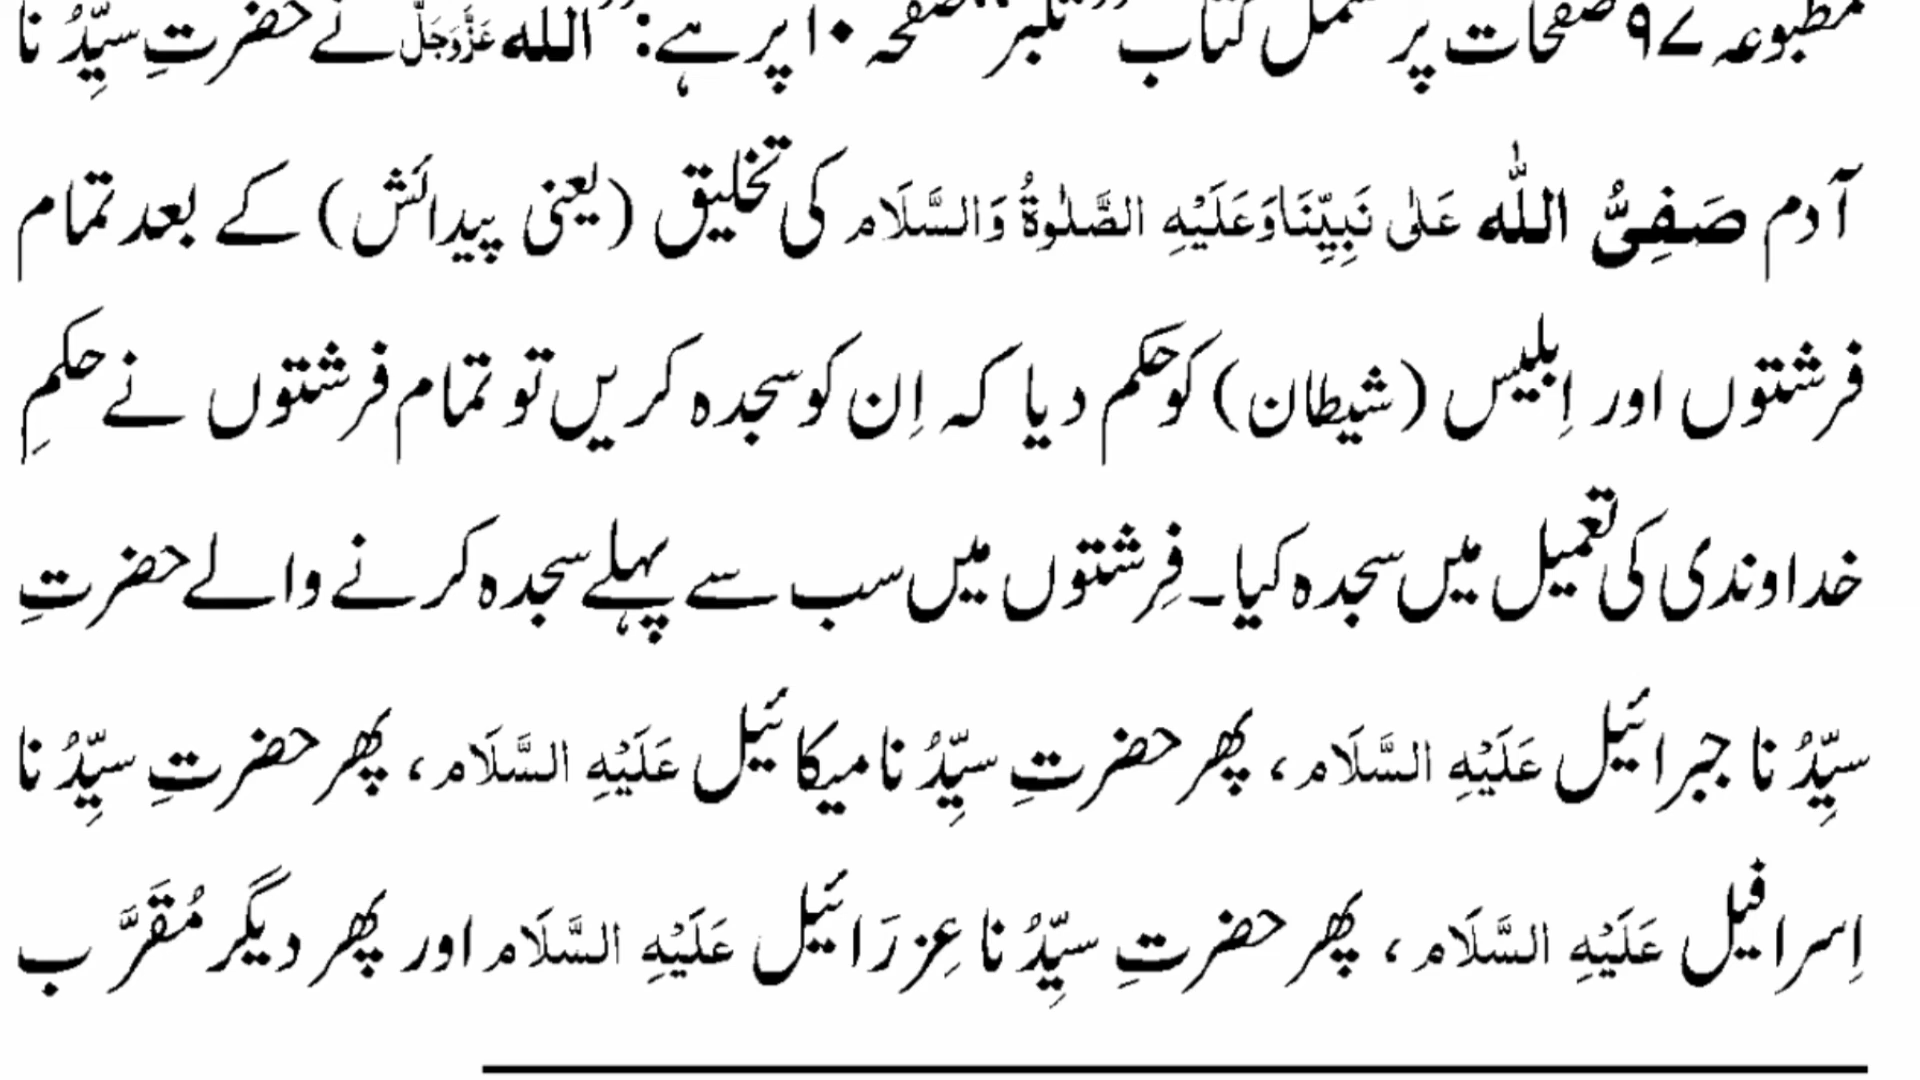 مطبوعہ ۹۷ صفحات پر مشتمل کتاب ’’تکبر‘‘ صفحہ ۱۰ پر ہے: ’’اللہ عَزَّوَجَلَّ نے حضرتِ سیِّدُنا
آدم صَفِیُّ اللّٰہ عَلٰی نَبِیِّنَاوَعَلَیْہِ الصَّلٰوۃُ وَالسَّلَام کی تخلیق (یعنی پیدائش) کے بعد تمام
فرشتوں اور اِبلیس (شیطان) کو حکم دیا کہ اِن کو سجدہ کریں تو تمام فرشتوں نے حکمِ
خداوندی کی تعمیل میں سجدہ کیا۔ فِرشتوں میں سب سے پہلے سجدہ کرنے والے حضرتِ
سیِّدُنا جبرائیل عَلَیْہِ السَّلَام، پھر حضرتِ سیِّدُنا میکائیل عَلَیْہِ السَّلَام، پھر حضرتِ سیِّدُنا
اِسرافیل عَلَیْہِ السَّلَام، پھر حضرتِ سیِّدُنا عِزرَائیل عَلَیْہِ السَّلَام اور پھر دیگر مُقَرَّب